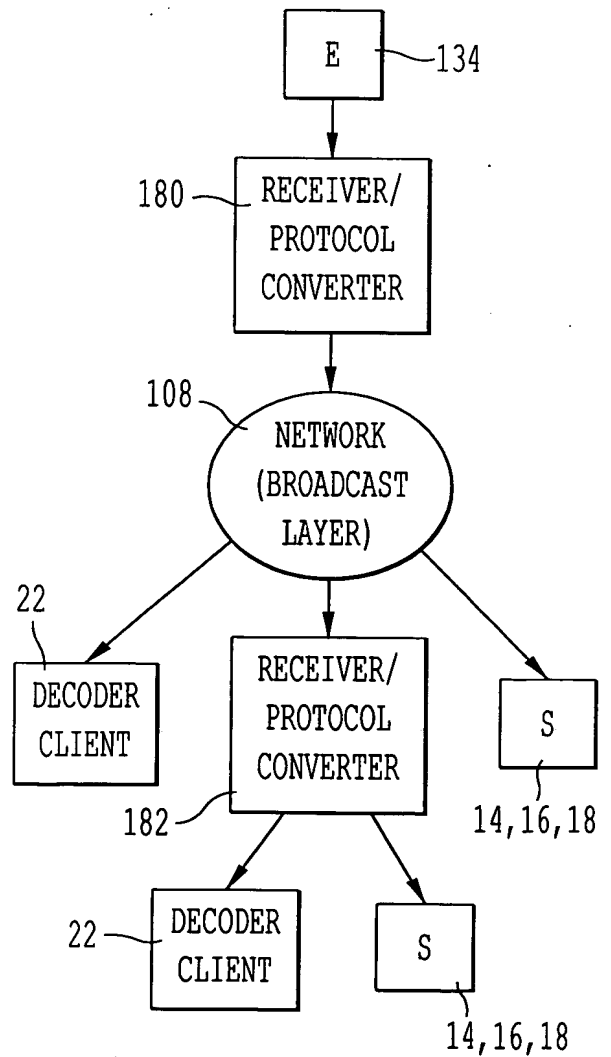 E
134
180
RECEIVER/
PROTOCOL
CONVERTER
108
NETWORK
(BROADCAST
LAYER)
22
DECODER
CLIENT
RECEIVER/
PROTOCOL
CONVERTER
182
S
14,16,18
22
DECODER
CLIENT
S
14,16,18